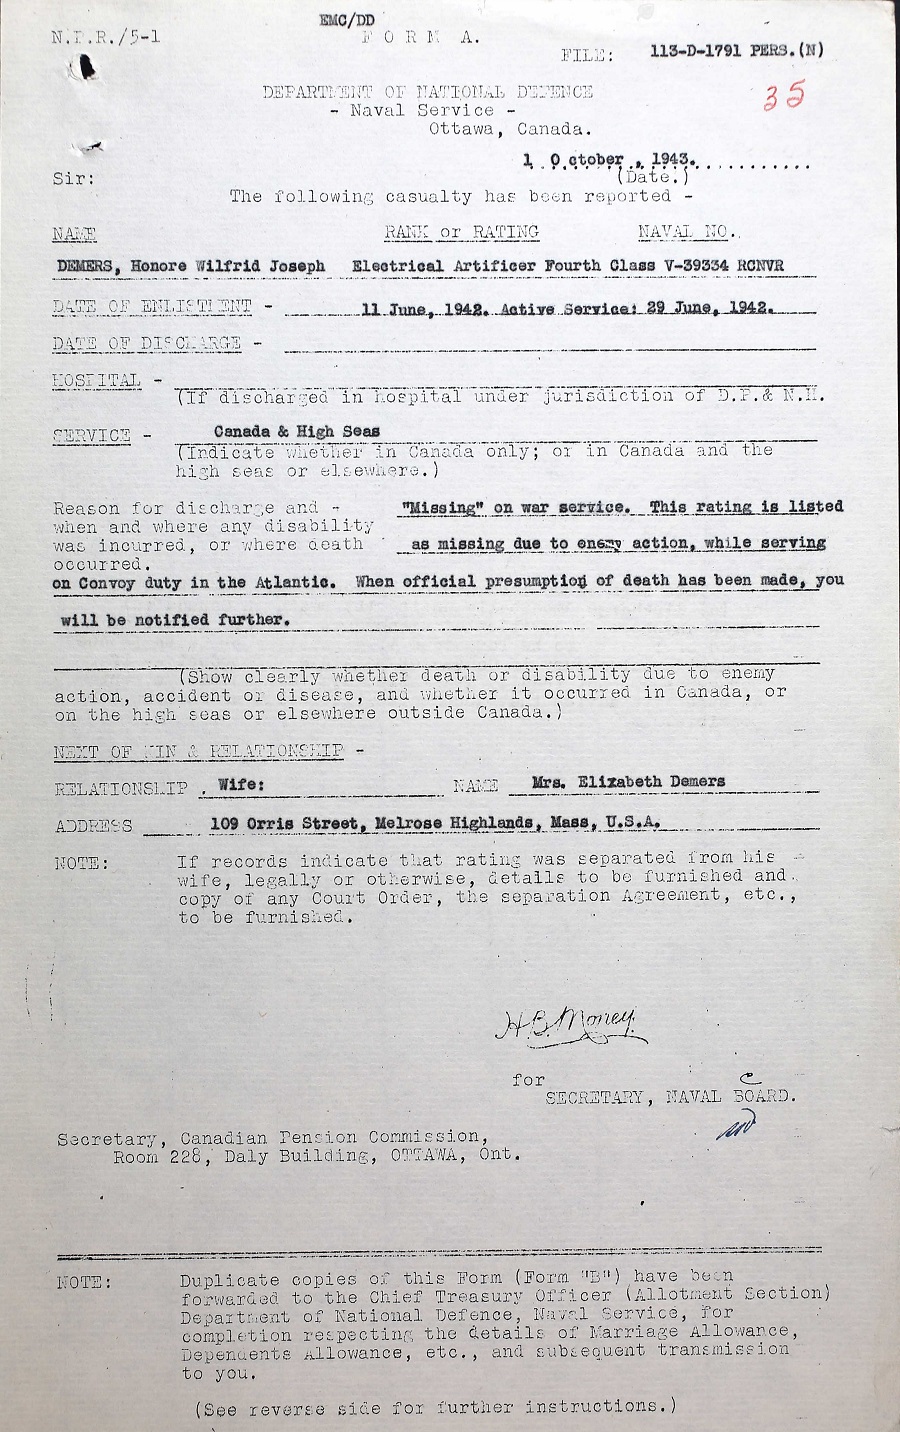 EMC/DD
N.I.R./5-1
F O R M A.
FILE: 113-D-1791 PERS.(N)
35
DEPARTMENT OF NATIONAL DEFENCE
- Naval Service -
Ottawa, Canada.
1 October, 1943.
(Date.)
Sir:
The following casualty has been reported -
NAME RANK or RATING NAVAL NO.
DEMERS, Honore Wilfrid Joseph Electrical Artificer Fourth Class V-39334 RCNVR
DATE OF ENLISTMENT - 11 June, 1942. Active Service: 29 June, 1942.
DATE OF DISCHARGE -
HOSPITAL -
(If discharged in hospital under jurisdiction of D.P.& N.H.
SERVICE - Canada & High Seas
(Indicate whether in Canada only; or in Canada and the
high seas or elsewhere.)
Reason for discharge and - "Missing" on war service. This rating is listed
when and where any disability
was incurred, or where death as missing due to enemy action, while serving
occurred.
on Convoy duty in the Atlantic. When official presumption of death has been made, you
will be notified further.
(Show clearly whether death or disability due to enemy
action, accident or disease, and whether it occurred in Canada, or
on the high seas or elsewhere outside Canada.)
NEXT OF KIN & RELATIONSHIP -
RELATIONSHIP . Wife: NAME Mrs. Elizabeth Demers
ADDRESS 109 Orris Street, Melrose Highlands, Mass, U.S.A.
NOTE: If records indicate that rating was separated from his
wife, legally or otherwise, details to be furnished and
copy of any Court Order, the separation Agreement, etc.,
to be furnished.
H.B. Money.
for
SECRETARY, NAVAL BOARD.
Secretary, Canadian Pension Commission,
Room 228, Daly Building, OTTAWA, Ont.
NOTE: Duplicate copies of this Form (Form "B") have been
forwarded to the Chief Treasury Officer (Allotment Section)
Department of National Defence, Naval Service, for
completion respecting the details of Marriage Allowance,
Dependents Allowance, etc., and subsequent transmission
to you.
(See reverse side for further instructions.)